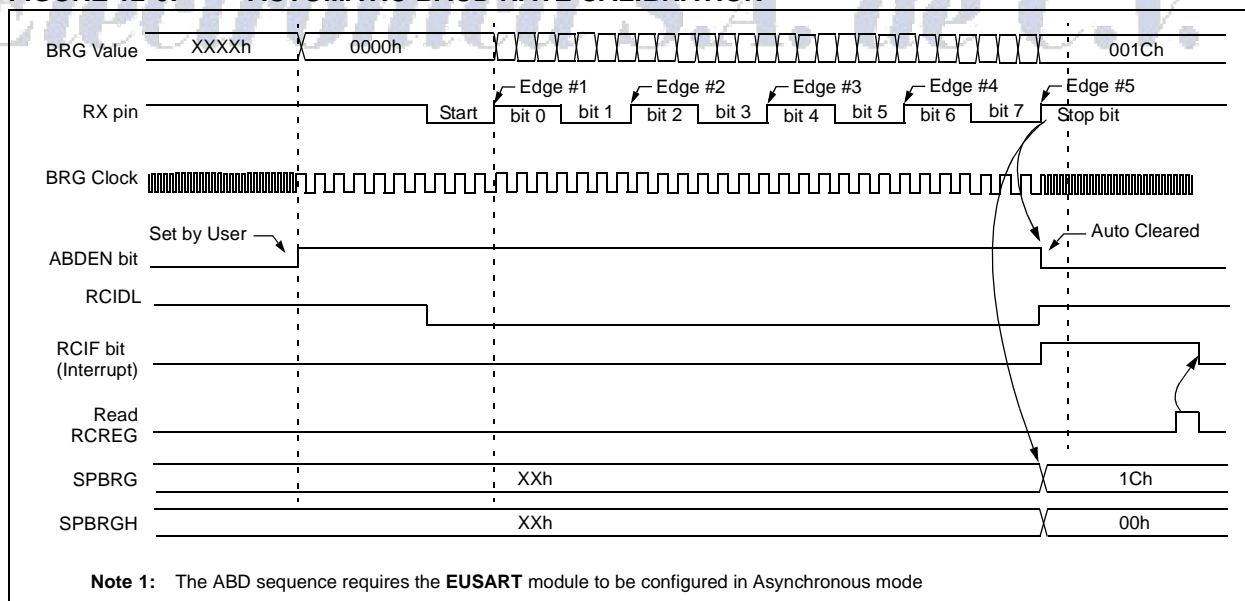 BRG Value XXXXh 0000h 001Ch
Edge #1 Edge #2 Edge #3 Edge #4 Edge #5
RX pin Start bit 0 bit 1 bit 2 bit 3 bit 4 bit 5 bit 6 bit 7 Stop bit
BRG Clock
Set by User Auto Cleared
ABDEN bit
RCIDL
RCIF bit
(Interrupt)
Read
RCREG
SPBRG XXh 1Ch
SPBRGH XXh 00h
Note 1: The ABD sequence requires the EUSART module to be configured in Asynchronous mode